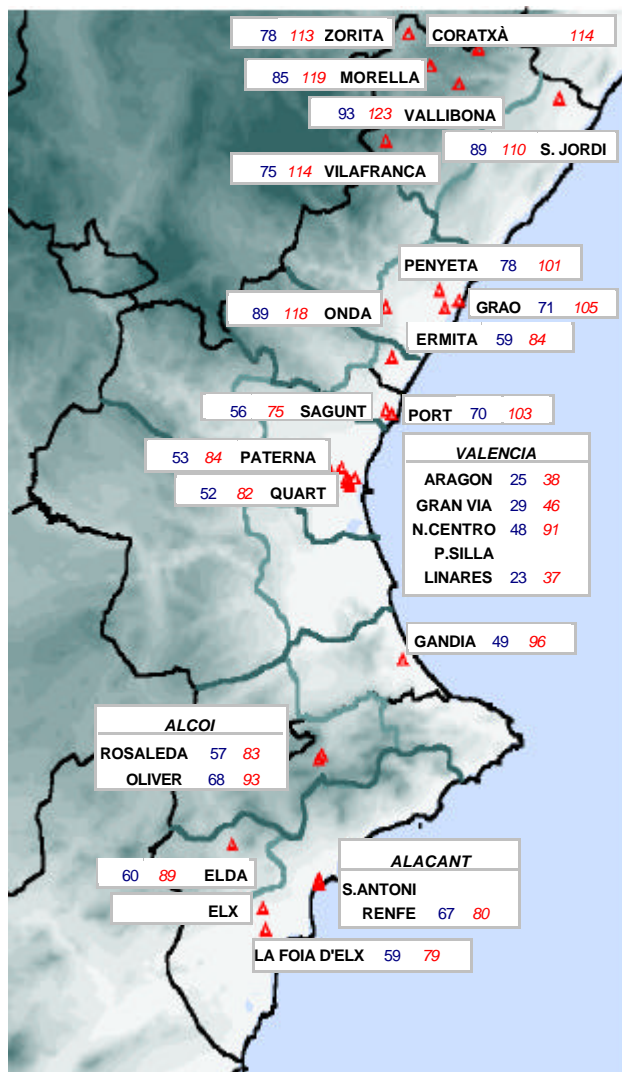 78 113 ZORITA
CORATXÀ 114
85 119 MORELLA
93 123 VALLIBONA
89 110 S. JORDI
75 114 VILAFRANCA
PENYETA 78 101
89 118 ONDA
GRAO 71 105
ERMITA 59 84
56 75 SAGUNT
PORT 70 103
53 84 PATERNA
52 82 QUART
VALENCIA
ARAGON 25 38
GRAN VIA 29 46
N.CENTRO 48 91
P.SILLA
LINARES 23 37
GANDIA 49 96
ALCOI
ROSALEDA 57 83
OLIVER 68 93
60 89 ELDA
ELX
ALACANT
S.ANTONI
RENFE 67 80
LA FOIA D'ELX 59 79